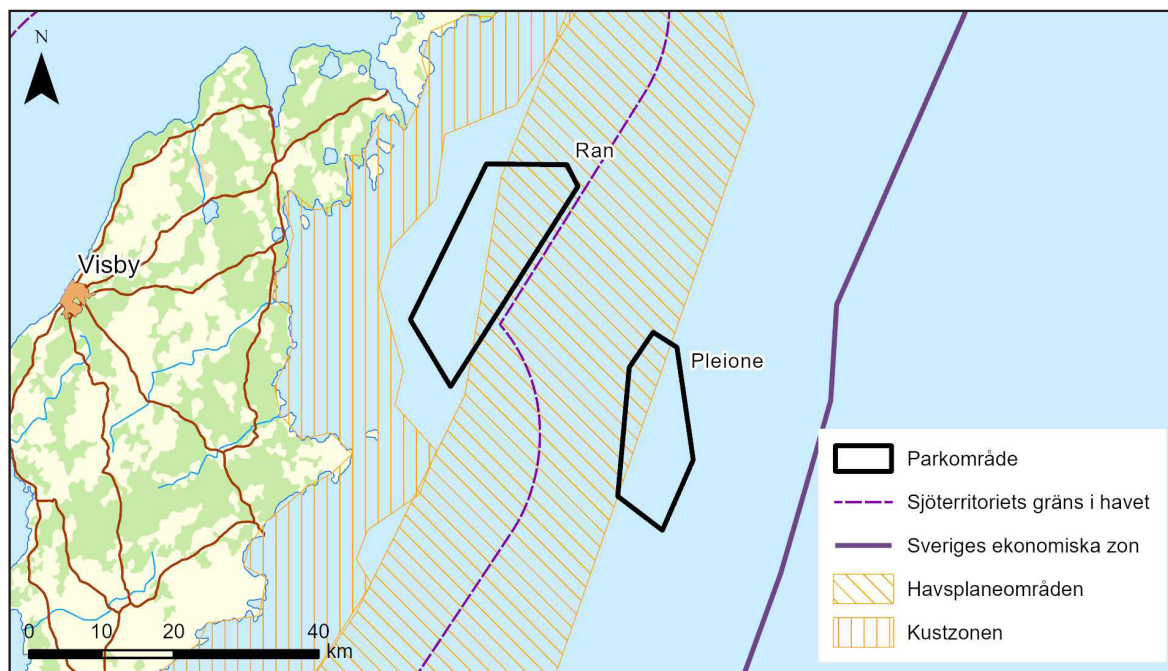 N
Ran
Visby
Pleione
Parkområde
Sjöterritoriets gräns i havet
Sveriges ekonomiska zon
Havsplaneområden
Kustzonen
0 10 20 40
km